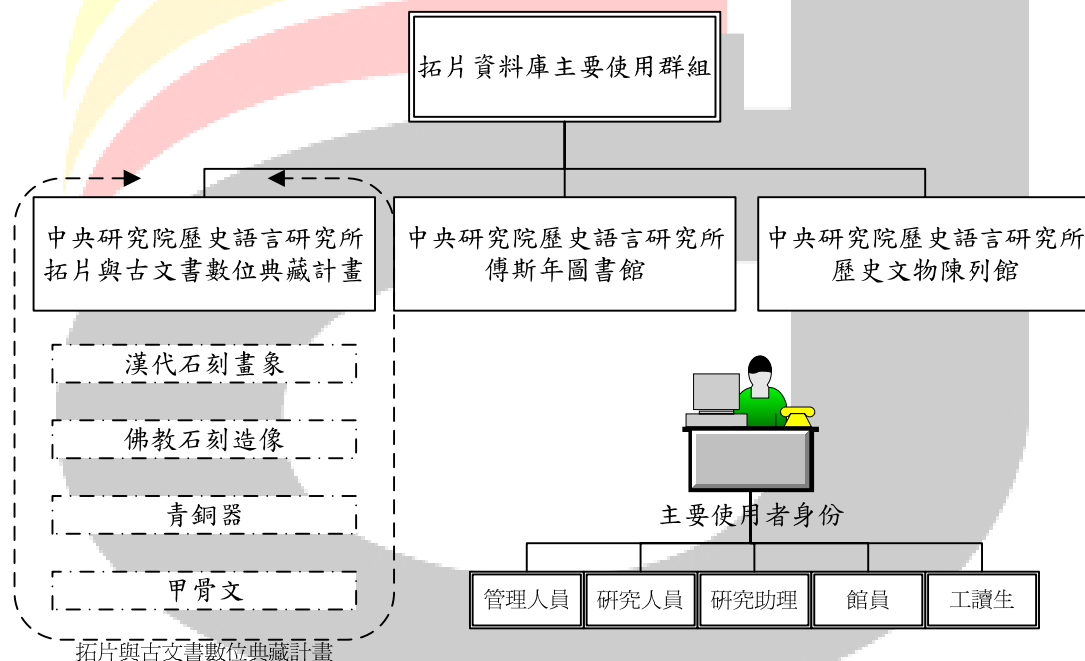 拓片資料庫主要使用群組
中央研究院歷史語言研究所
拓片與古文書數位典藏計畫
中央研究院歷史語言研究所
傅斯年圖書館
中央研究院歷史語言研究所
歷史文物陳列館
漢代石刻畫象
佛教石刻造像
青銅器
甲骨文
拓片與古文書數位典藏計畫
主要使用者身份
管理人員
研究人員
研究助理
館員
工讀生